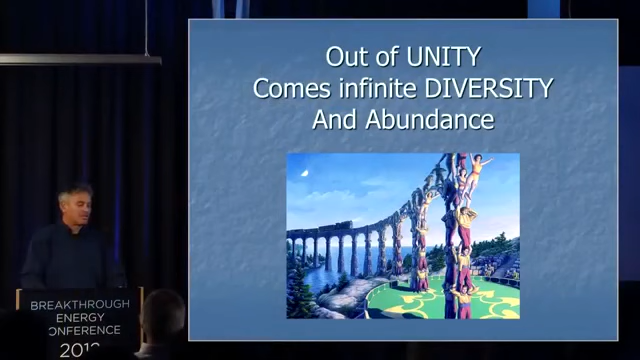 Out of UNITY
Comes infinite DIVERSITY
And Abundance
BREAKTHROUGH
ENERGY
CONFERENCE